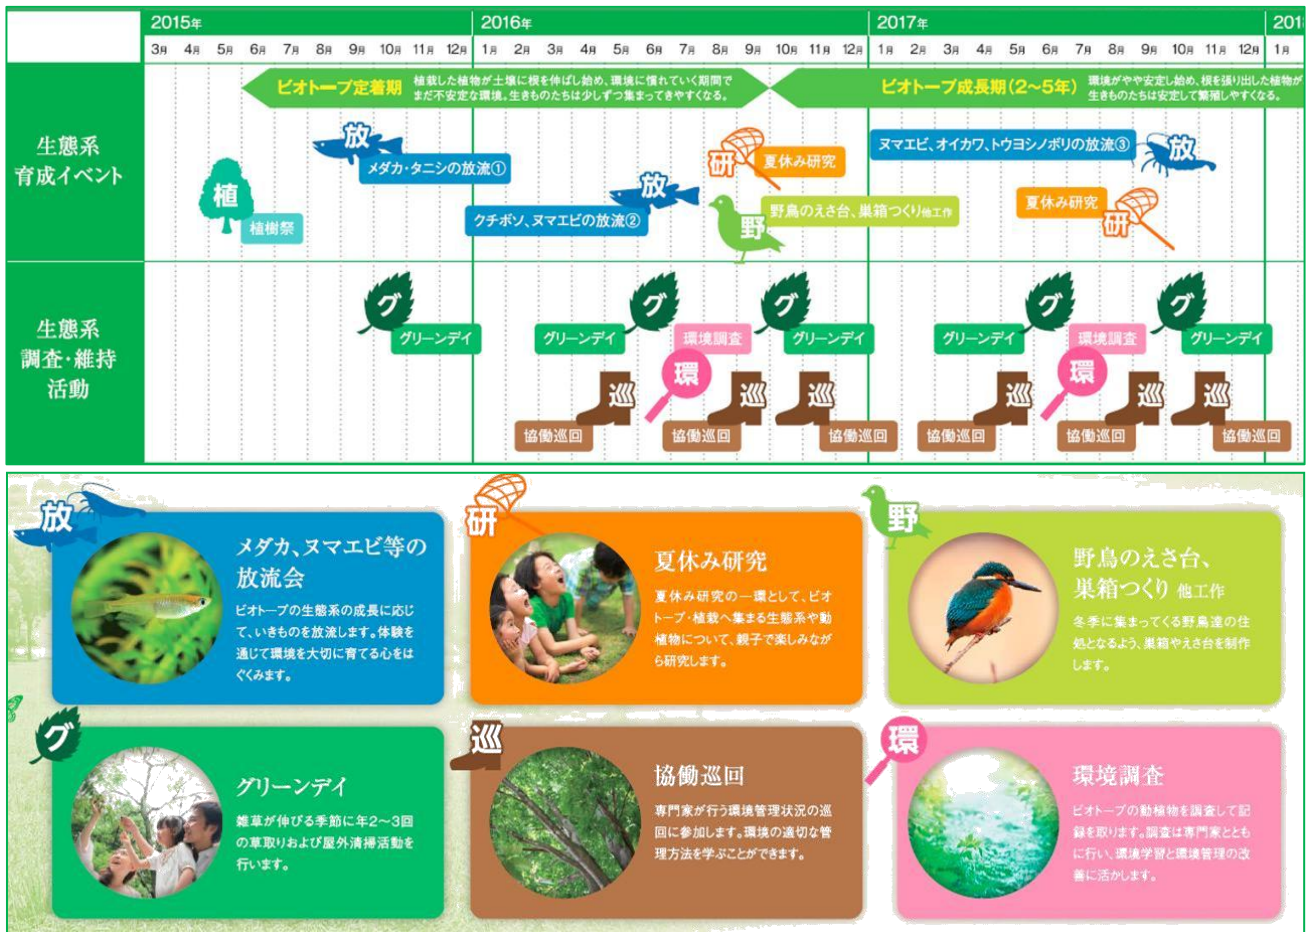 2015年 2016年 2017年 201
3月 4月 5月 6月 7月 8月 9月 10月 11月 12月 1月 2月 3月 4月 5月 6月 7月 8月 9月 10月 11月 12月 1月 2月 3月 4月 5月 6月 7月 8月 9月 10月 11月 12月 1月
ビオトープ定着期
植栽した植物が土壌に根を伸ばし始め、環境に慣れていく期間で
まだ不安定な環境。生きものたちは少しずつ集まってきやすくなる。
ビオトープ成長期(2〜5年)
環境がやや安定し始め、根を張り出した植物が
生きものたちは安定して繁殖しやすくなる。
生態系
育成イベント
植
植樹祭
放
メダカ・タニシの放流①
放
クチボソ、ヌマエビの放流②
研
夏休み研究
野
野鳥のえさ台、巣箱つくり他工作
ヌマエビ、オイカワ、トウヨシノボリの放流③
放
夏休み研究
研
生態系
調査・維持
活動
グ
グリーンデイ
グ
グリーンデイ
環境調査
環
グ
グリーンデイ
巡
協働巡回
巡
協働巡回
巡
協働巡回
グ
グリーンデイ
環境調査
環
グ
グリーンデイ
巡
協働巡回
巡
協働巡回
巡
協働巡回
放
メダカ、ヌマエビ等の
放流会
ビオトープの生態系の成長に応じ
て、いきものを放流します。体験を
通じて環境を大切に育てる心をは
ぐくみます。
研
夏休み研究
夏休み研究の一環として、ビオ
トープ・植栽へ集まる生態系や動
植物について、親子で楽しみなが
ら研究します。
野
野鳥のえさ台、
巣箱つくり 他工作
冬季に集まってくる野鳥達の住
処となるよう、巣箱やえさ台を制作
します。
グ
グリーンデイ
雑草が伸びる季節に年2〜3回
の草取りおよび屋外清掃活動を
行います。
巡
協働巡回
専門家が行う環境管理状況の巡
回に参加します。環境の適切な管
理方法を学ぶことができます。
環
環境調査
ビオトープの動植物を調査して記
録を取ります。調査は専門家ととも
に行い、環境学習と環境管理の改
善に活かします。